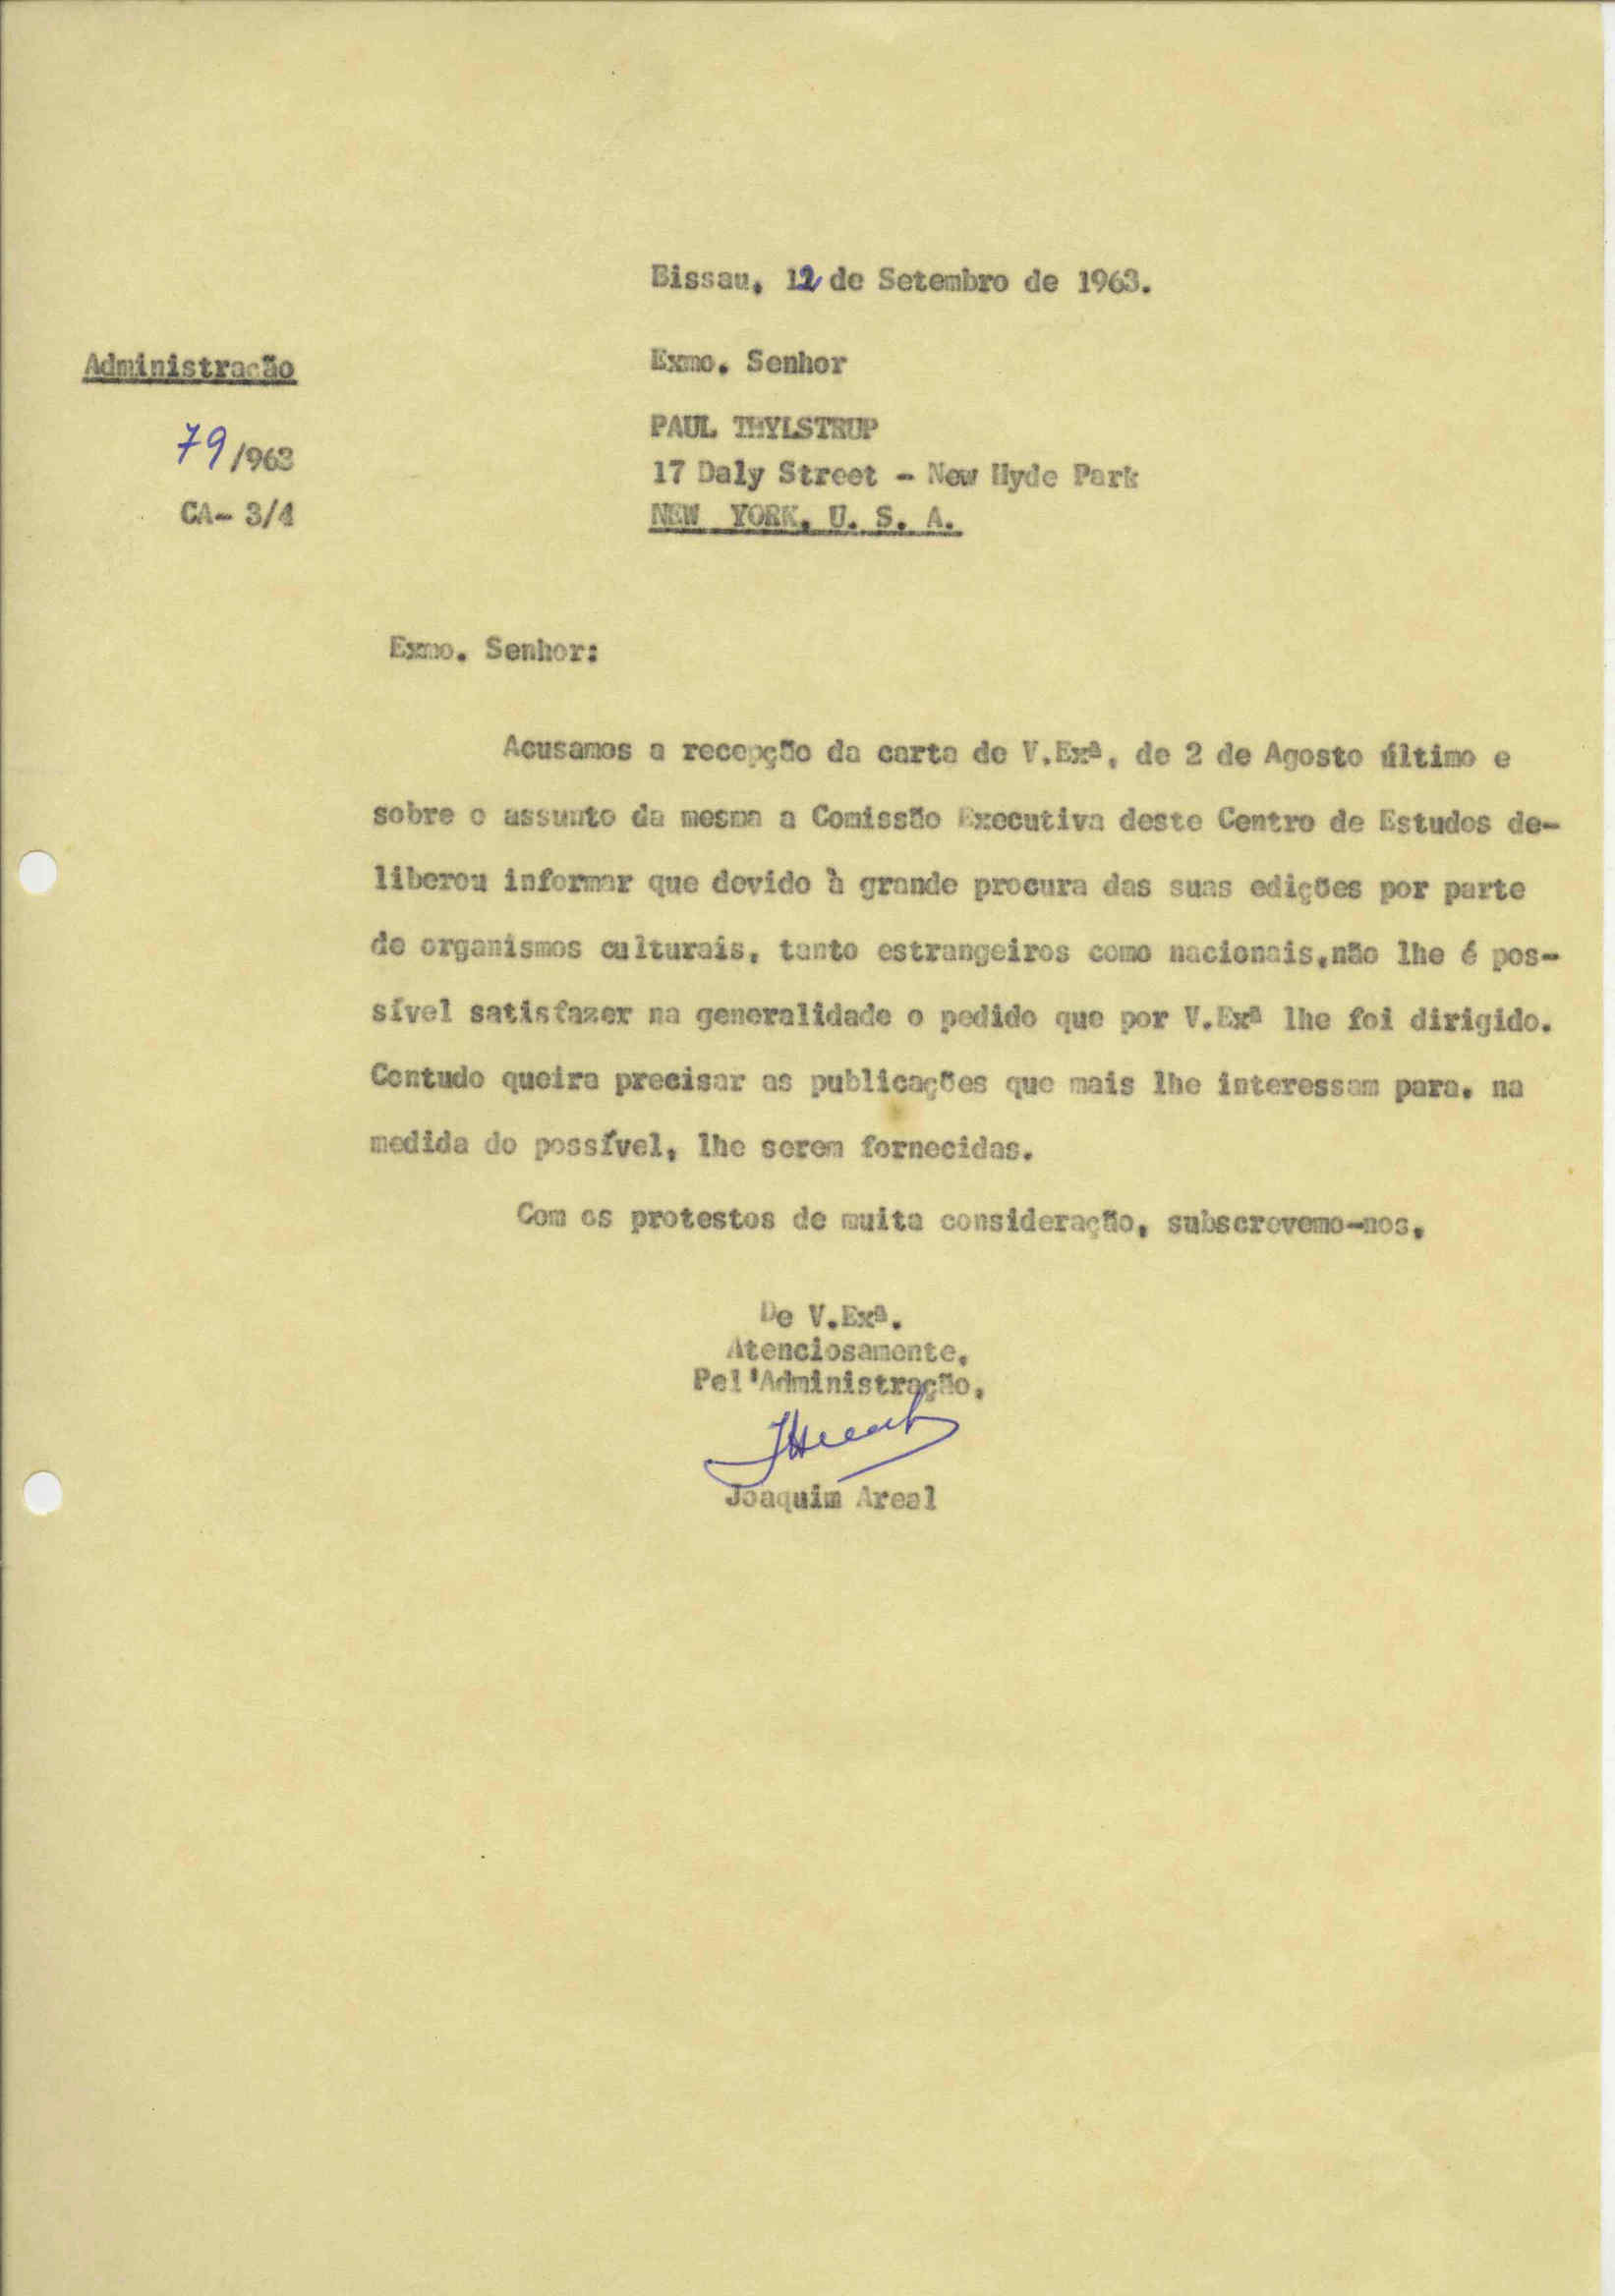 Bissau, 12 de Setembro de 1963.
Administração
Exmo. Senhor
79/963
PAUL THYLSTRUP
17 Daly Street - New Hyde Park
CA- 3/4
NEW YORK, U. S. A.
Exmo. Senhor:
Acusamos a recepção da carta de V.Exª, de 2 de Agosto último e
sobre o assunto da mesma a Comissão Executiva deste Centro de Estudos de-
liberou informar que devido à grande procura das suas edições por parte
de organismos culturais, tanto estrangeiros como nacionais,não lhe é pos-
sível satisfazer na generalidade o pedido que por V.Exª lhe foi dirigido.
Contudo queira precisar as publicações que mais lhe interessam para, na
medida do possível, lhe serem fornecidas.
Com os protestos de muita consideração, subscrevemo-nos,
De V.Exª.
Atenciosamente,
Pel'Administração,
JAreal
Joaquim Areal